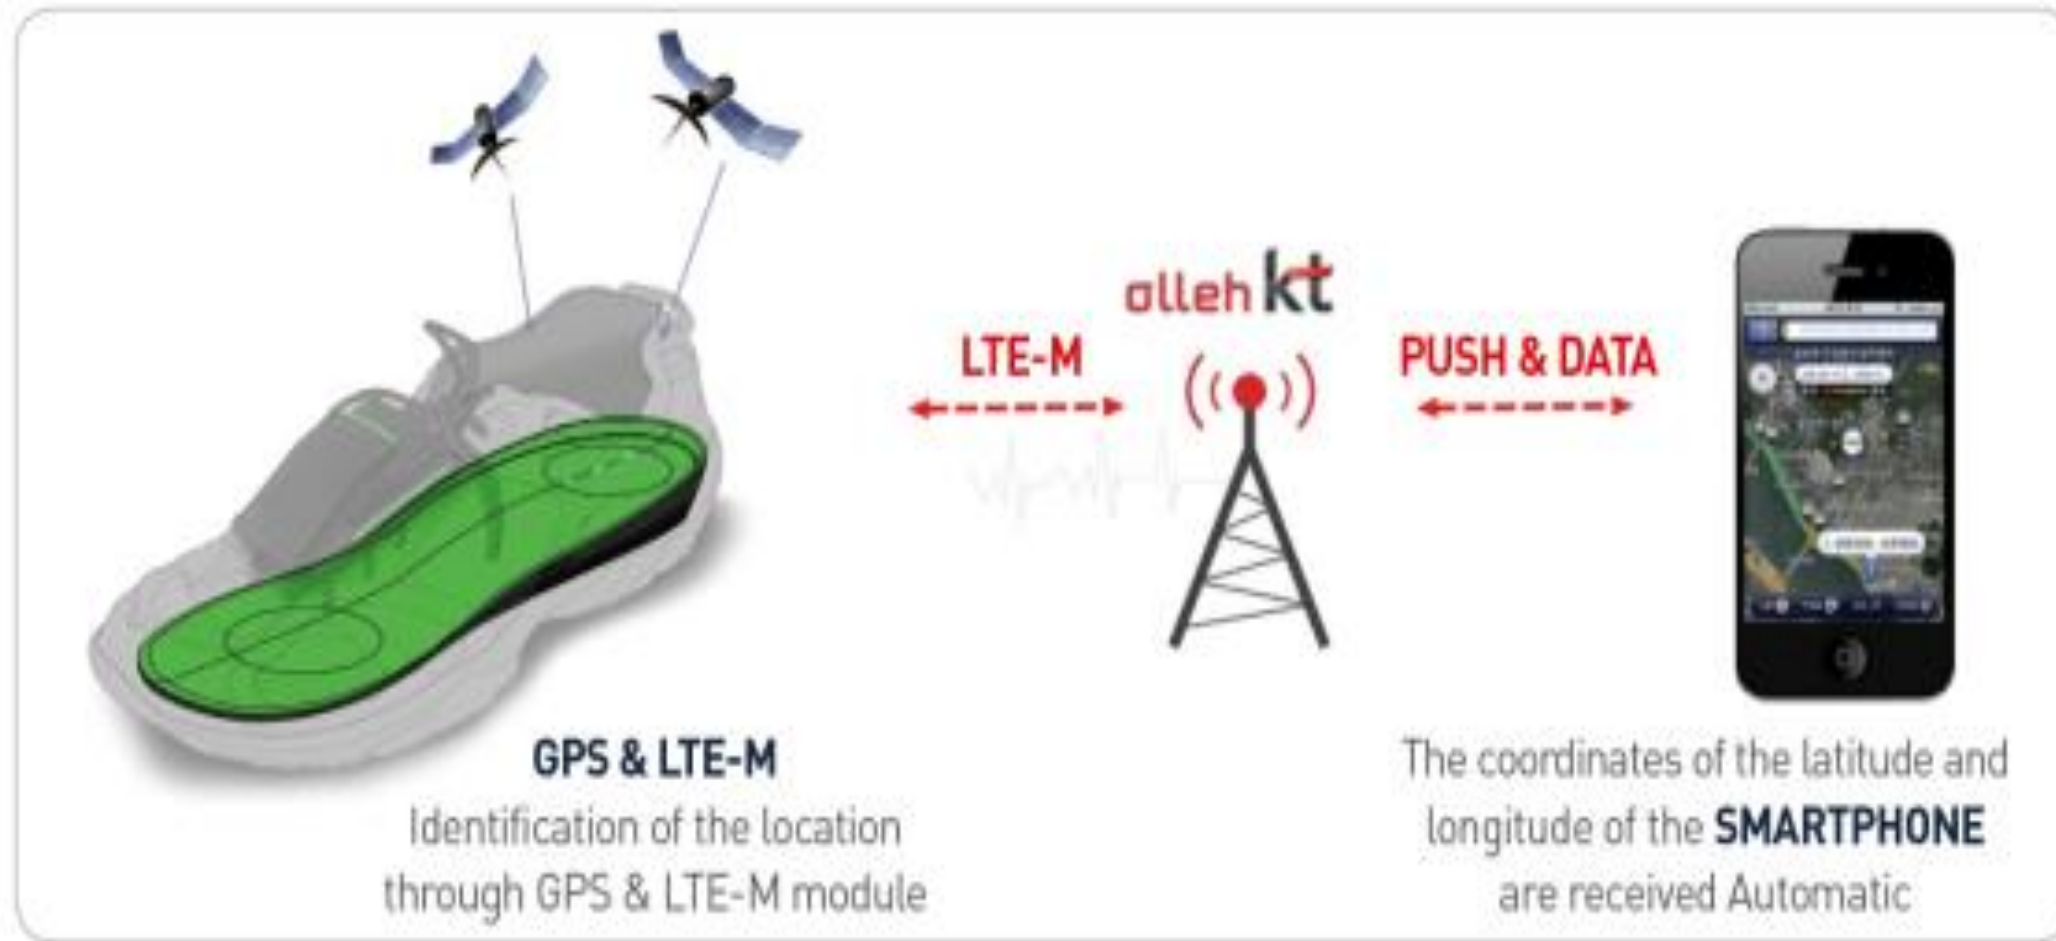 olleh kt
LTE-M
PUSH & DATA
GPS & LTE-M
Identification of the location
through GPS & LTE-M module
The coordinates of the latitude and
longitude of the SMARTPHONE
are received Automatic